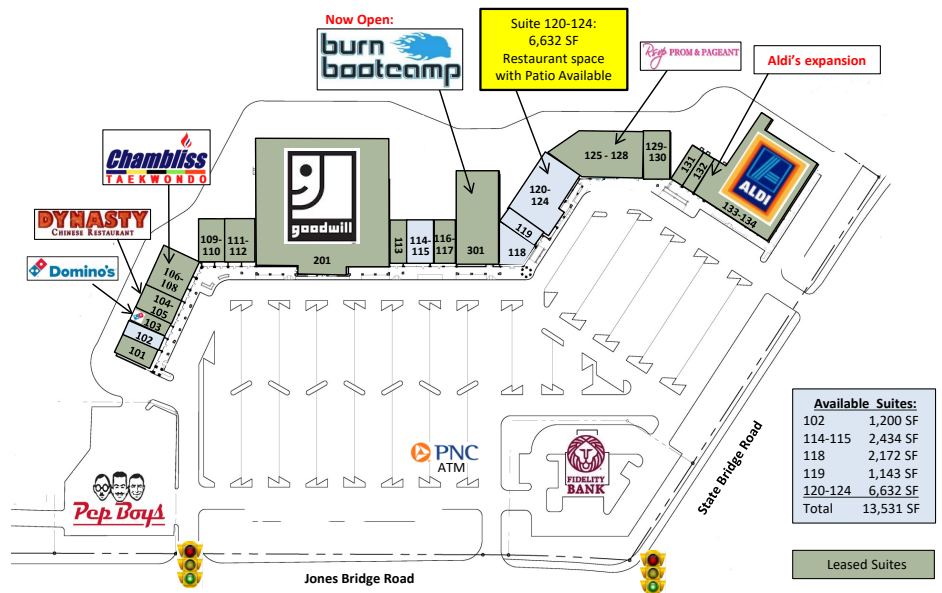 Now Open:
burn
bootcamp
Suite 120-124:
6,632 SF
Restaurant space
with Patio Available
Rsvp PROM & PAGEANT
Aldi's expansion
Chambliss
TAEKWONDO
DYNASTY
CHINESE RESTAURANT
Domino's
goodwill
ALDI
125 - 128
129-
130
131
132
133-134
120-
124
119
118
109-
110
111-
112
201
113
114-
115
116-
117
301
106-
108
104-
105
103
102
101
PNC
ATM
FIDELITY
BANK
Pep Boys
State Bridge Road
Jones Bridge Road
Available Suites:
102 1,200 SF
114-115 2,434 SF
118 2,172 SF
119 1,143 SF
120-124 6,632 SF
Total 13,531 SF
Leased Suites